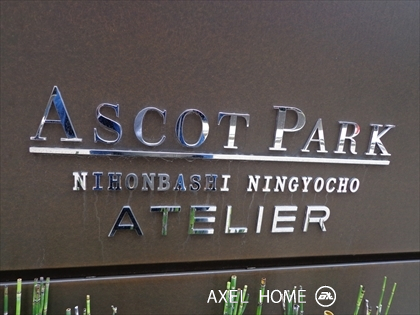 ASCOT PARK
NIHONBASHI NINGYOCHO
ATELIER
AXEL HOME